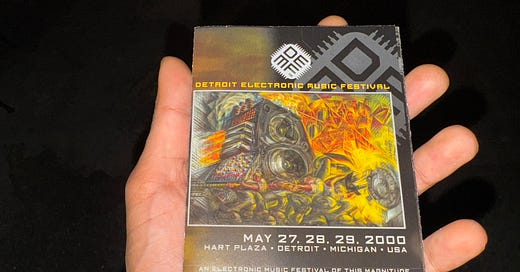 DEMF
DETROIT ELECTRONIC MUSIC FESTIVAL
MAY 27. 28. 29. 2000
HART PLAZA • DETROIT • MICHIGAN • USA
AN ELECTRONIC MUSIC FESTIVAL OF THIS MAGNITUDE